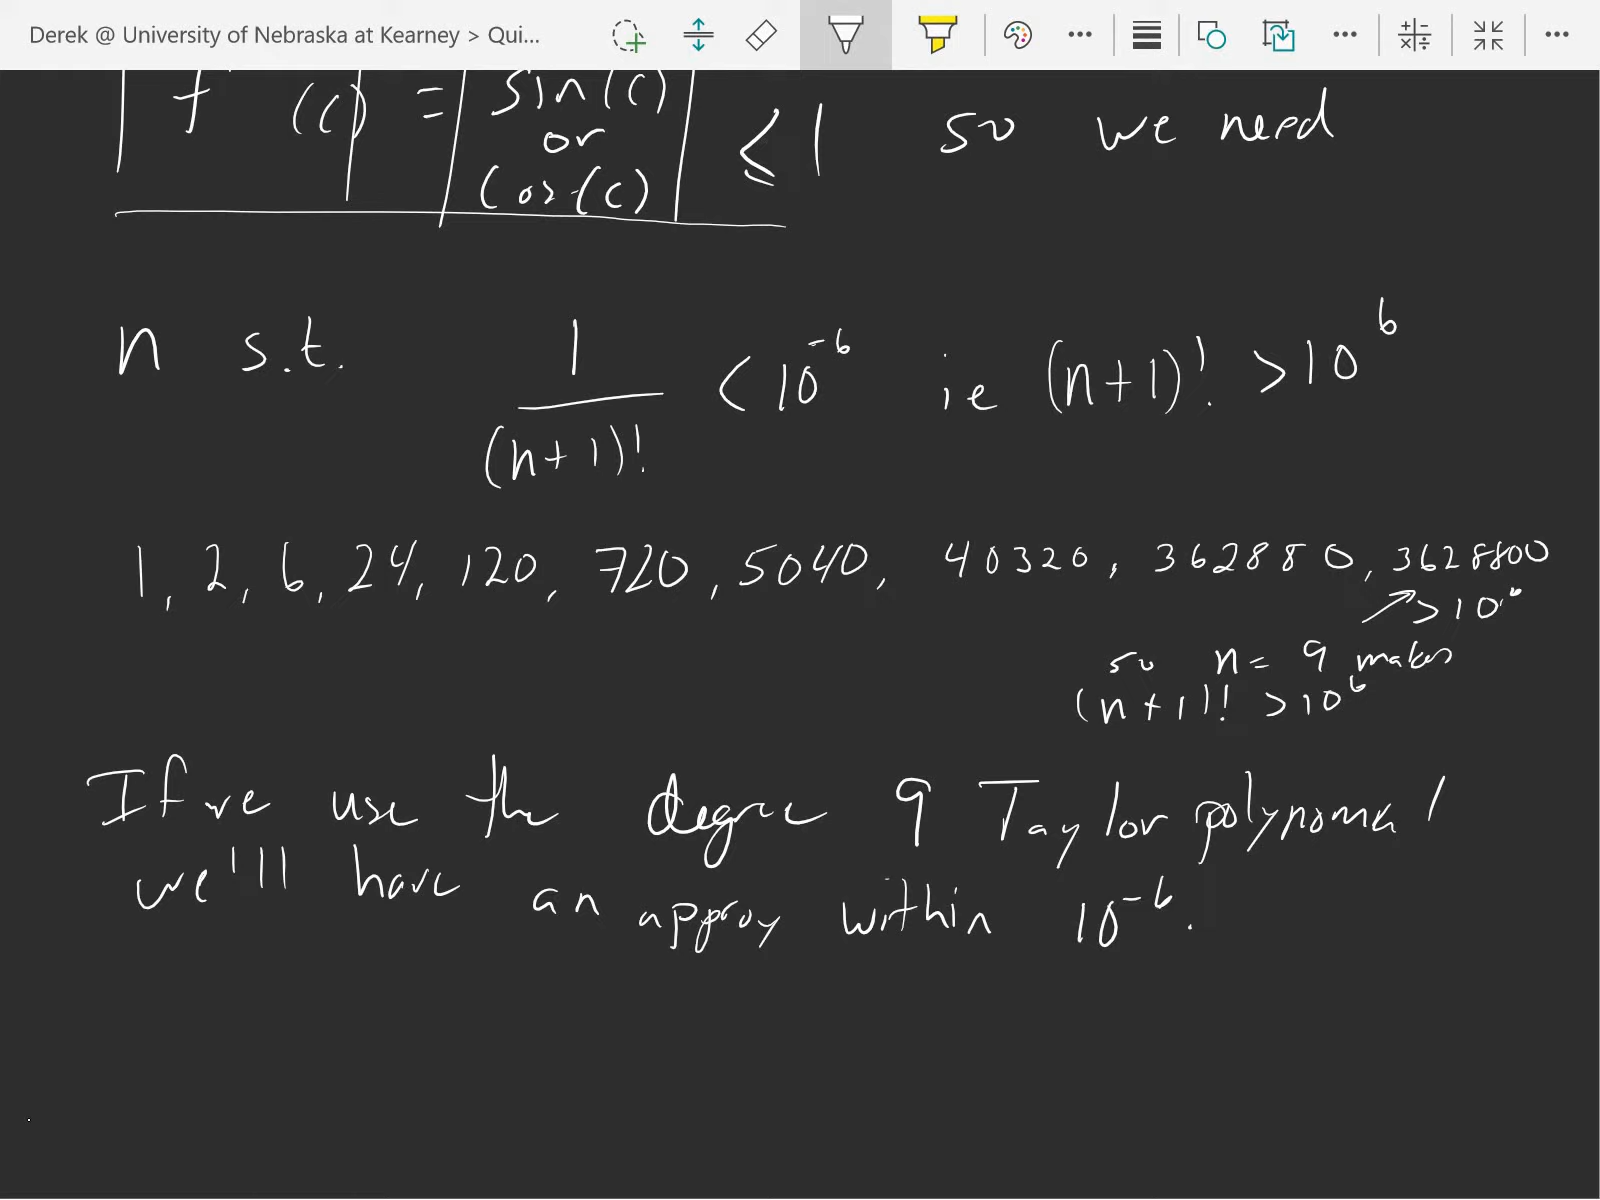 Derek @ University of Nebraska at Kearney > Qui...
| f (c)| = | sin(c) or cos(c) | ≤ 1 so we need
n s.t. 1/(n+1)! < 10^-6 ie (n+1)! > 10^6
1, 2, 6, 24, 120, 720, 5040, 40320, 362880, 3628800
↗ > 10^6
so n = 9 makes
(n+1)! > 10^6
If we use the degree 9 Taylor polynomial
we'll have an approx within 10^-6.